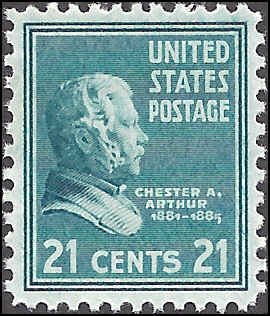 UNITED
STATES
POSTAGE
CHESTER A.
ARTHUR
1881-1885
21 CENTS 21